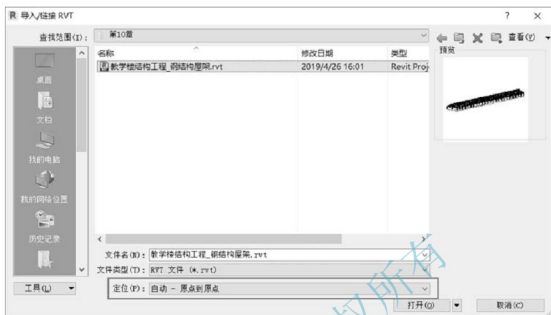 导入/链接 RVT
? ×
查找范围(I): 第10章
查看(V)
名称 修改日期 类型
预览
教学楼结构工程_钢结构屋架.rvt 2019/4/26 16:01 Revit Proj
桌面
文档
我的电脑
我的网络位置
历史记录
文件名(N): 教学楼结构工程_钢结构屋架.rvt
文件类型(T): RVT 文件 (*.rvt)
定位(P): 自动 - 原点到原点
工具(L)
打开(O)
取消(C)
权所有